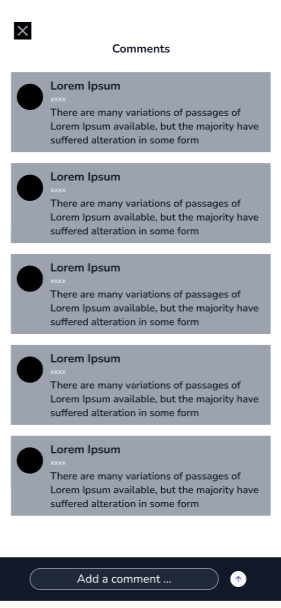 Comments
Lorem Ipsum
xxxx
There are many variations of passages of
Lorem Ipsum available, but the majority have
suffered alteration in some form
Lorem Ipsum
xxxx
There are many variations of passages of
Lorem Ipsum available, but the majority have
suffered alteration in some form
Lorem Ipsum
xxxx
There are many variations of passages of
Lorem Ipsum available, but the majority have
suffered alteration in some form
Lorem Ipsum
xxxx
There are many variations of passages of
Lorem Ipsum available, but the majority have
suffered alteration in some form
Lorem Ipsum
xxxx
There are many variations of passages of
Lorem Ipsum available, but the majority have
suffered alteration in some form
Add a comment ...